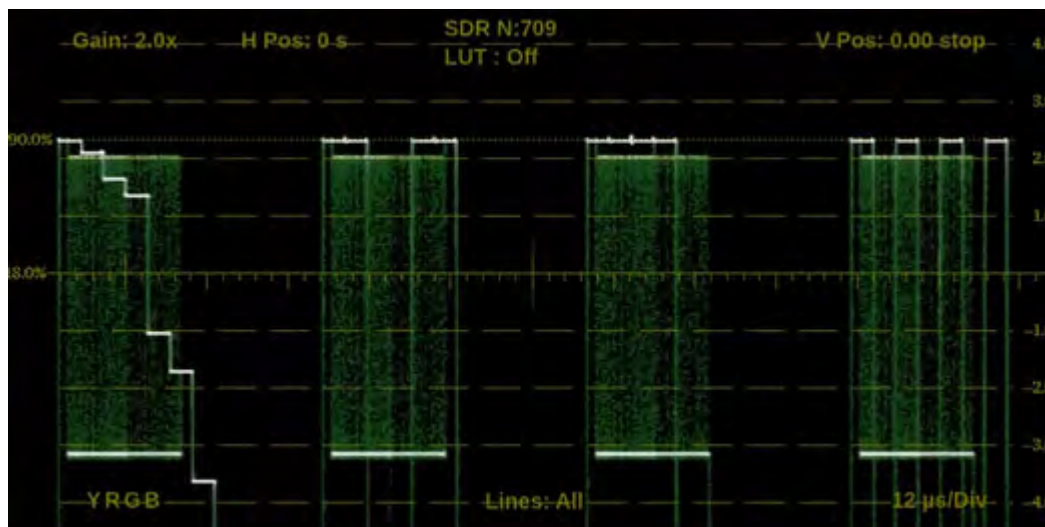 SDR N:709
Gain: 2.0x H Pos: 0 s V Pos: 0.00 stop
LUT : Off
90.0%
18.0%
YRGB Lines: All 12 µs/Div